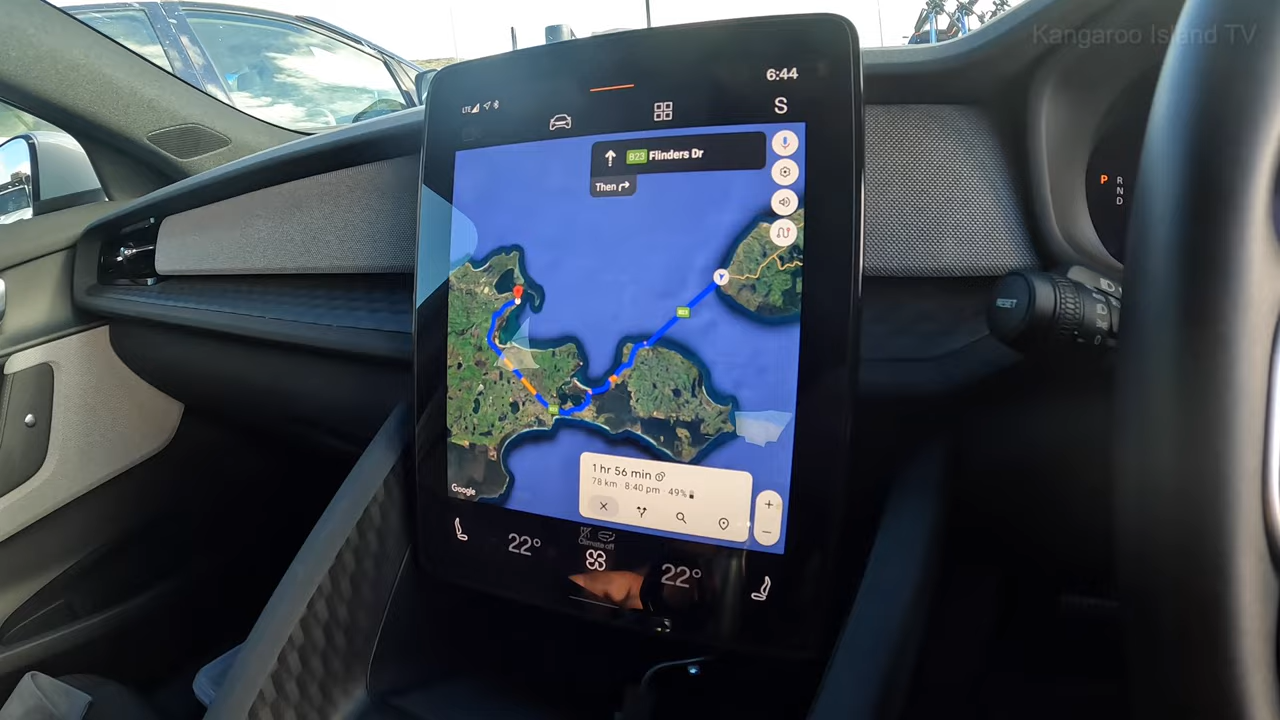 Kangaroo Island TV
6:44
LTE
S
B23 Flinders Dr
Then
P
R
N
D
RESET
B23
1 hr 56 min
78 km · 8:40 pm · 49%
Google
+
−
22°
Climate off
22°